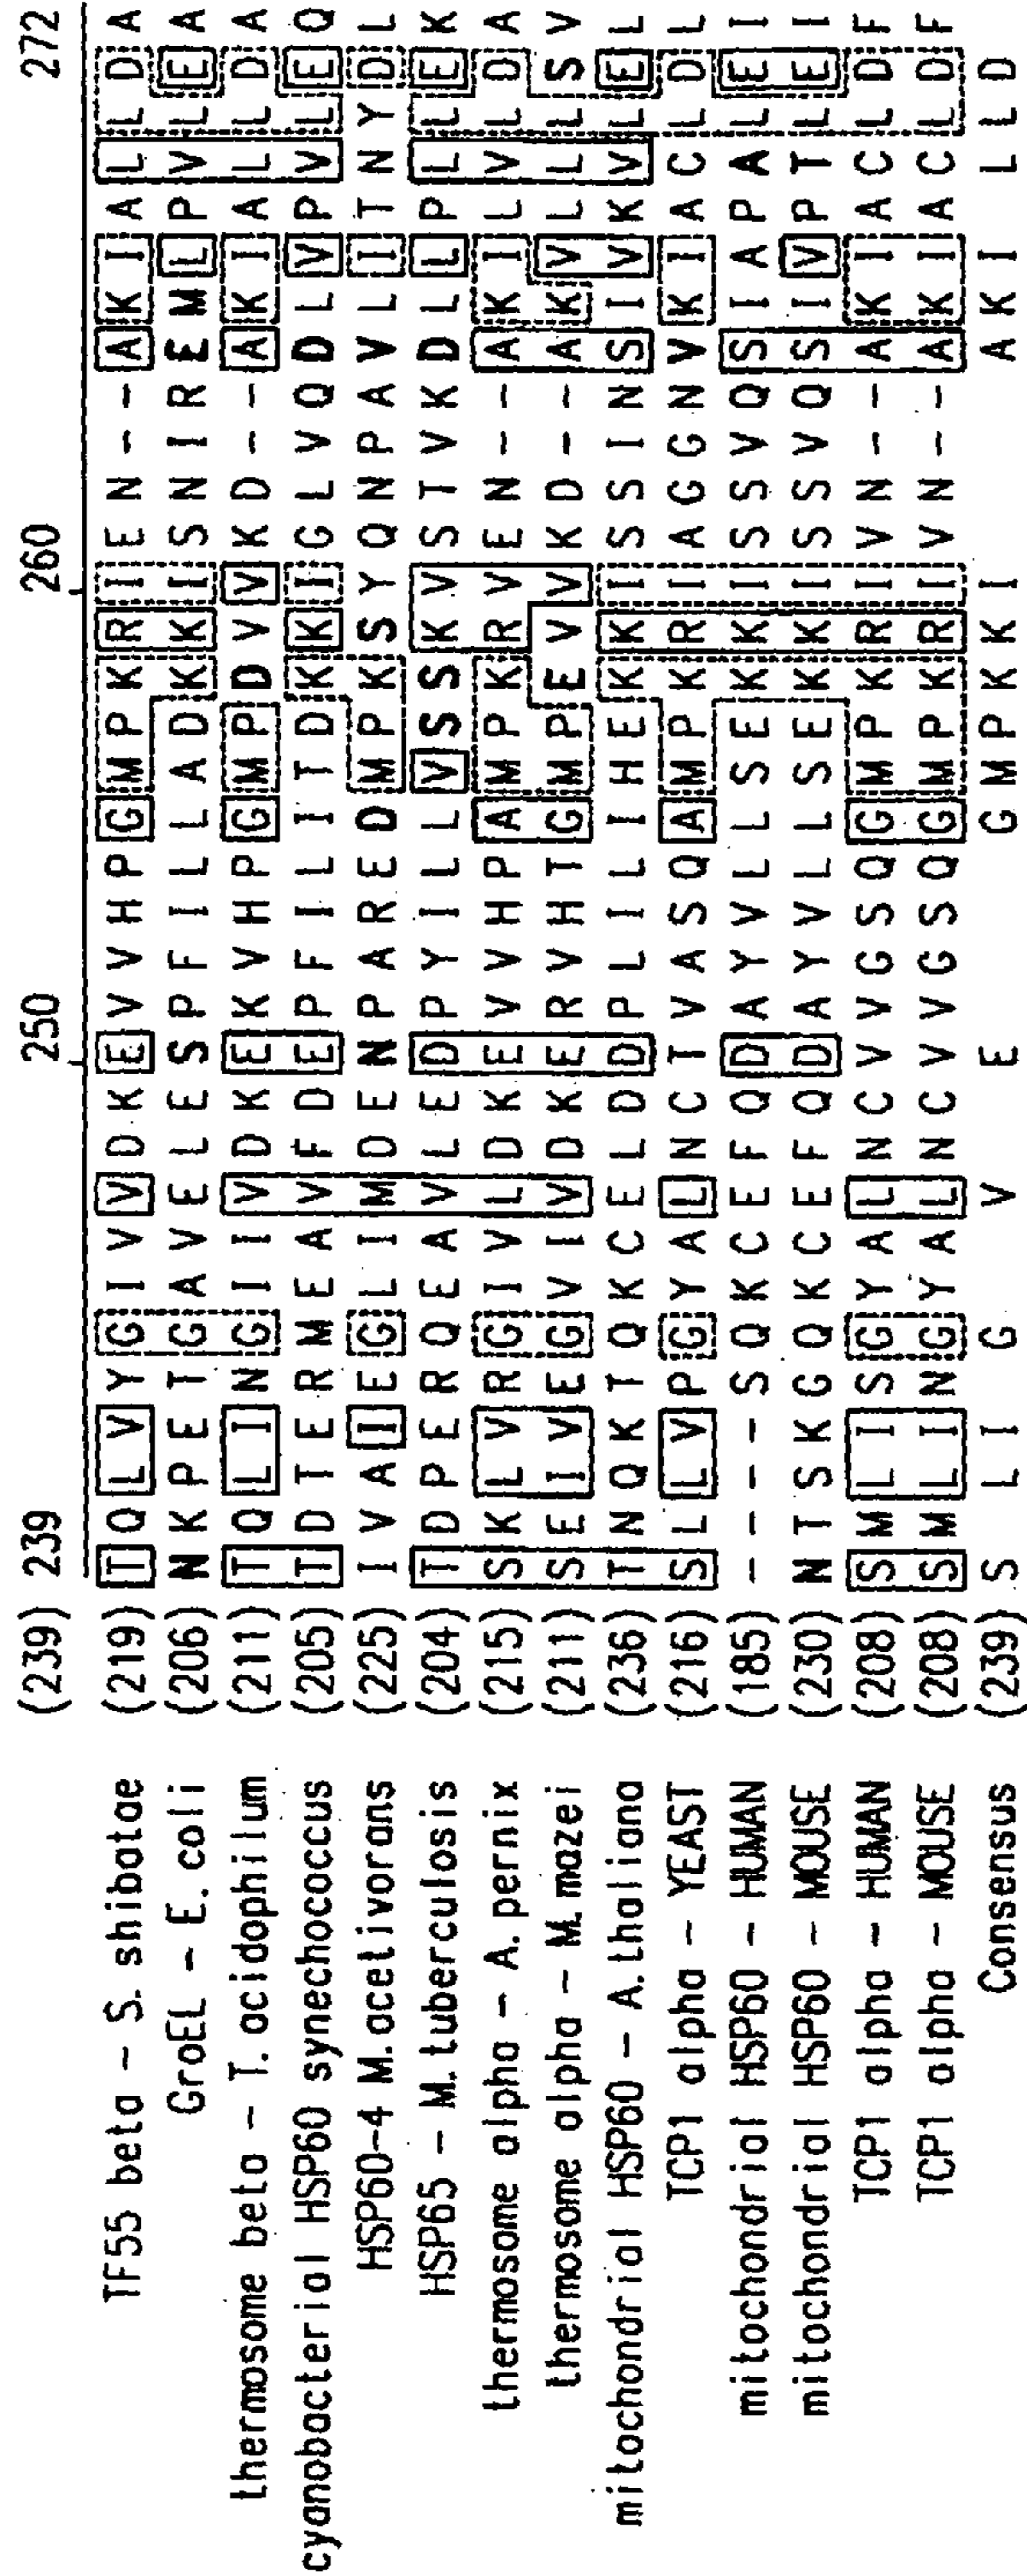 (239) 239 250 260 272
TF55 beta - S. shibatae (219) T Q L V Y G I V V D K E V V H P G M P K R I E N - - A K I A L L D A
GroEL - E. coli (206) N K P E T G A V E L E S P F I L L A D K K I S N I R E M L P V L E A
thermosome beta - T. acidophilum (211) T Q L I N G I I V D K E K V H P G M P D V V K D - - A K I A L L D A
cyanobacterial HSP60 synechococcus (205) T D T E R M E A V F D E P F I L I T D K K I G L V Q D L V P V L E Q
HSP60-4 M. acetivorans (225) I V A I E G L I M D E N P A R E D M P K S Y Q N P A V L I T N Y D L
HSP65 - M. tuberculosis (204) T D P E R Q E A V L E D P Y I L L V S S K V S T V K D L L P L L E K
thermosome alpha - A. pernix (215) S K L V R G I V L D K E V V H P A M P K R V E N - - A K I L V L D A
thermosome alpha - M. mazei (211) S E I V E G V I V D K E R V H T G M P E V V K D - - A K V L L L S V
mitochondrial HSP60 - A. thaliana (236) T N Q K T Q K C E L D D P L I L I H E K K I S S I N S I V K V L E L
TCP1 alpha - YEAST (216) S L L V P G Y A L N C T V A S Q A M P K R I A G G N V K I A C L D L
mitochondrial HSP60 - HUMAN (185) - - - - S Q K C E F Q D A Y V L L S E K K I S S V Q S I A P A L E I
mitochondrial HSP60 - MOUSE (230) N T S K G Q K C E F Q D A Y V L L S E K K I S S V Q S I V P T L E I
TCP1 alpha - HUMAN (208) S M L I S G Y A L N C V V G S Q G M P K R I V N - - A K I A C L D F
TCP1 alpha - MOUSE (208) S M L I N G Y A L N C V V G S Q G M P K R I V N - - A K I A C L D F
Consensus (239) S L I G V E G M P K K I A K I L L D